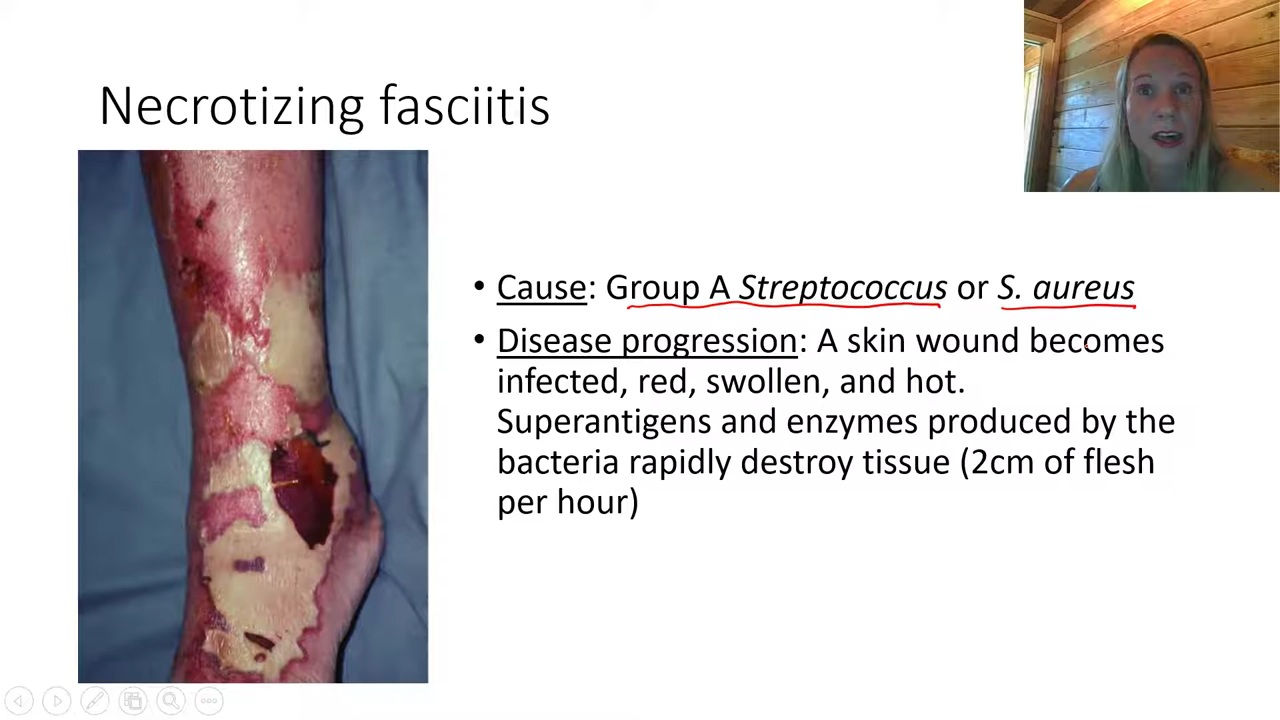 Necrotizing fasciitis
• Cause: Group A Streptococcus or S. aureus
• Disease progression: A skin wound becomes
infected, red, swollen, and hot.
Superantigens and enzymes produced by the
bacteria rapidly destroy tissue (2cm of flesh
per hour)